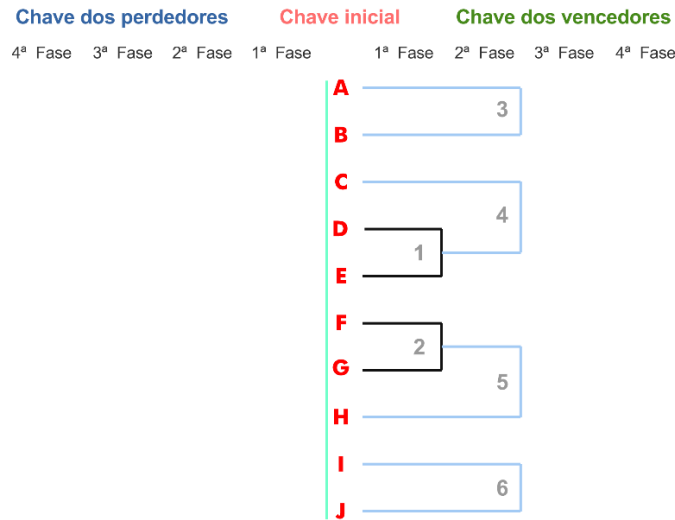 Chave dos perdedores Chave inicial Chave dos vencedores
4ª Fase 3ª Fase 2ª Fase 1ª Fase 1ª Fase 2ª Fase 3ª Fase 4ª Fase
A
3
B
C
4
D
1
E
F
2
G
5
H
I
6
J